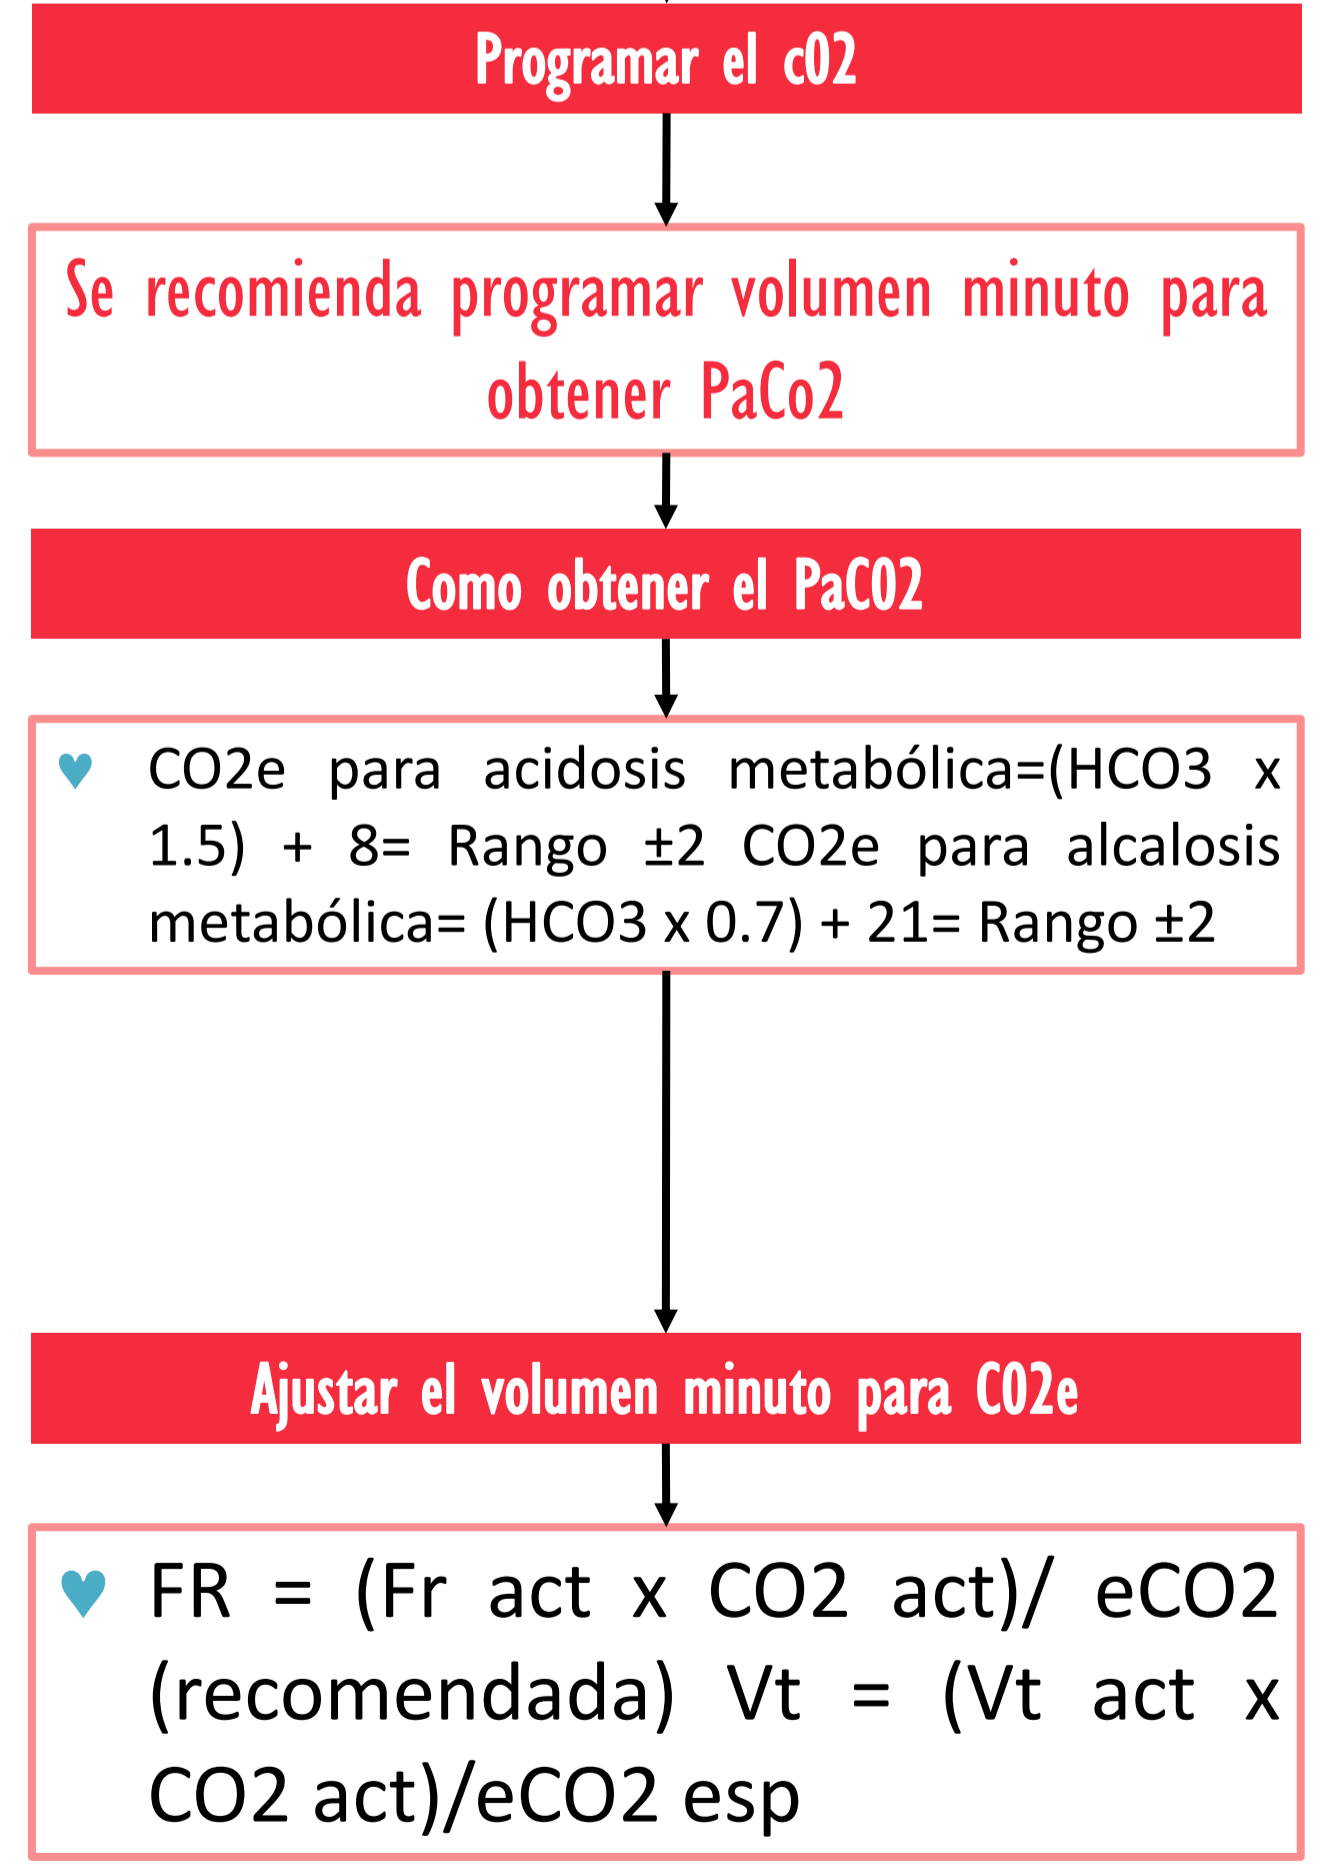 Programar el c02
Se recomienda programar volumen minuto para
obtener PaCo2
Como obtener el PaC02
CO2e para acidosis metabólica=(HCO3 x
1.5) + 8= Rango ±2 CO2e para alcalosis
metabólica= (HCO3 x 0.7) + 21= Rango ±2
Ajustar el volumen minuto para C02e
FR = (Fr act x CO2 act)/ eCO2
(recomendada) Vt = (Vt act x
CO2 act)/eCO2 esp